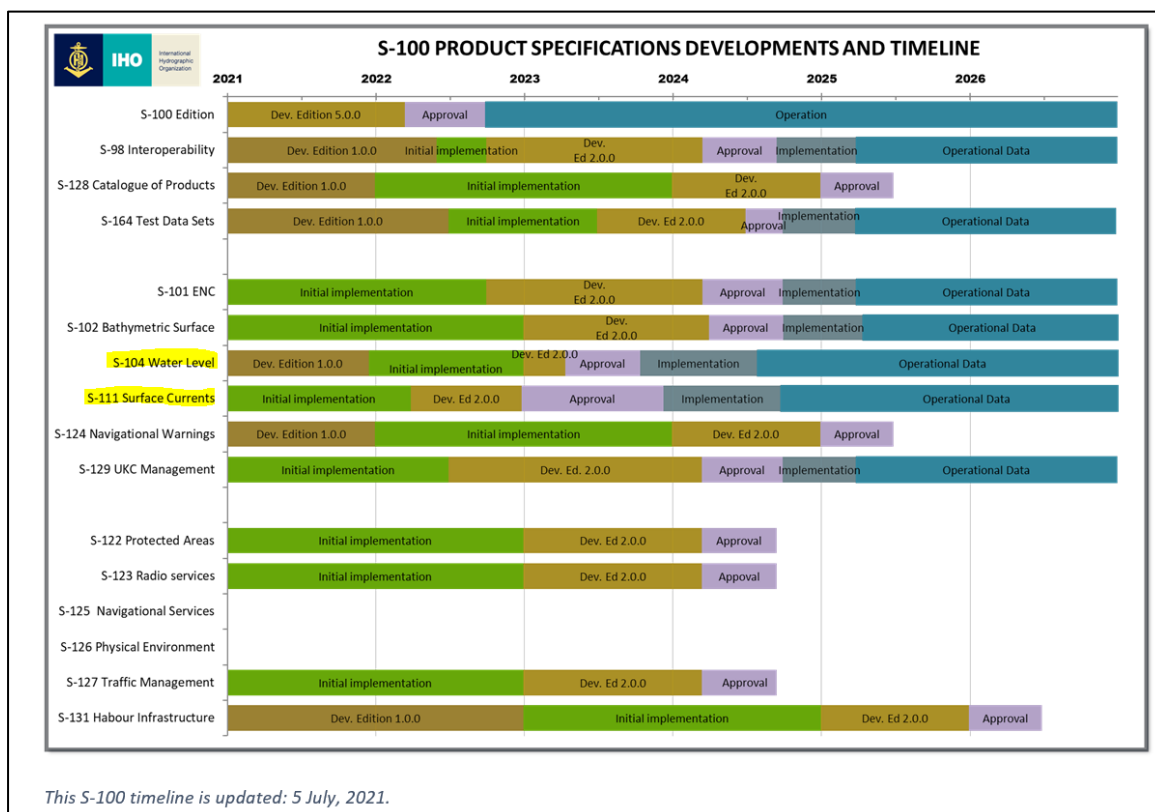 IHO
International
Hydrographic
Organization
S-100 PRODUCT SPECIFICATIONS DEVELOPMENTS AND TIMELINE
2021 2022 2023 2024 2025 2026
S-100 Edition Dev. Edition 5.0.0 Approval Operation
S-98 Interoperability Dev. Edition 1.0.0 Initial implementation Dev. Ed 2.0.0 Approval Implementation Operational Data
S-128 Catalogue of Products Dev. Edition 1.0.0 Initial implementation Dev. Ed 2.0.0 Approval
S-164 Test Data Sets Dev. Edition 1.0.0 Initial implementation Dev. Ed 2.0.0 Approval Implementation Operational Data
S-101 ENC Initial implementation Dev. Ed 2.0.0 Approval Implementation Operational Data
S-102 Bathymetric Surface Initial implementation Dev. Ed 2.0.0 Approval Implementation Operational Data
S-104 Water Level Dev. Edition 1.0.0 Initial implementation Dev. Ed 2.0.0 Approval Implementation Operational Data
S-111 Surface Currents Initial implementation Dev. Ed 2.0.0 Approval Implementation Operational Data
S-124 Navigational Warnings Dev. Edition 1.0.0 Initial implementation Dev. Ed 2.0.0 Approval
S-129 UKC Management Initial implementation Dev. Ed. 2.0.0 Approval Implementation Operational Data
S-122 Protected Areas Initial implementation Dev. Ed 2.0.0 Approval
S-123 Radio services Initial implementation Dev. Ed 2.0.0 Appoval
S-125 Navigational Services
S-126 Physical Environment
S-127 Traffic Management Initial implementation Dev. Ed 2.0.0 Approval
S-131 Habour Infrastructure Dev. Edition 1.0.0 Initial implementation Dev. Ed 2.0.0 Approval
This S-100 timeline is updated: 5 July, 2021.